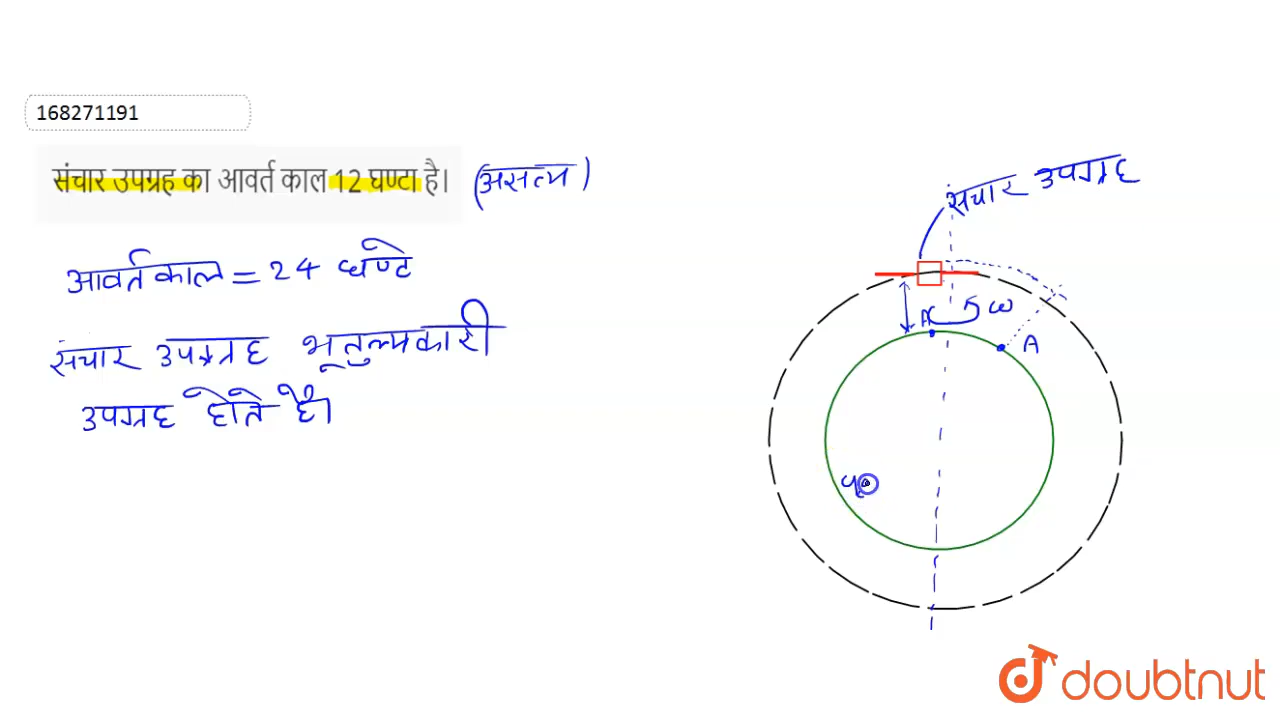 168271191
संचार उपग्रह का आवर्त काल 12 घण्टा है।
(असत्य)
संचार उपग्रह
आवर्तकाल = 24 घण्टे
A
ω
A
संचार उपग्रह भूतुल्यकारी
उपग्रह होते है।
doubtnut